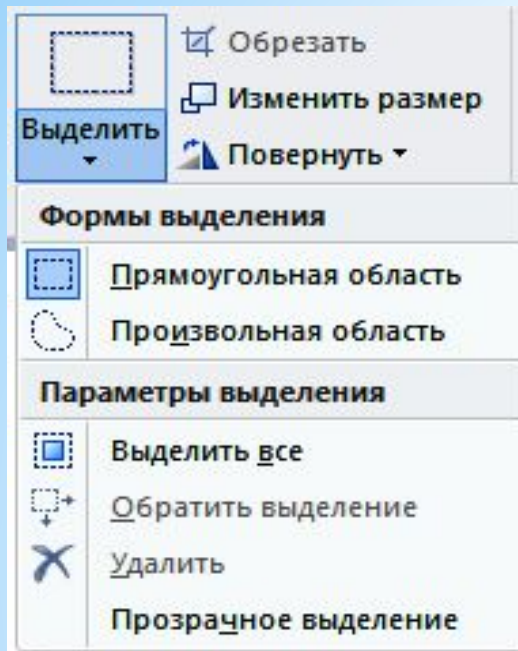 Обрезать
Изменить размер
Выделить
Повернуть
Формы выделения
Прямоугольная область
Произвольная область
Параметры выделения
Выделить все
Обратить выделение
Удалить
Прозрачное выделение